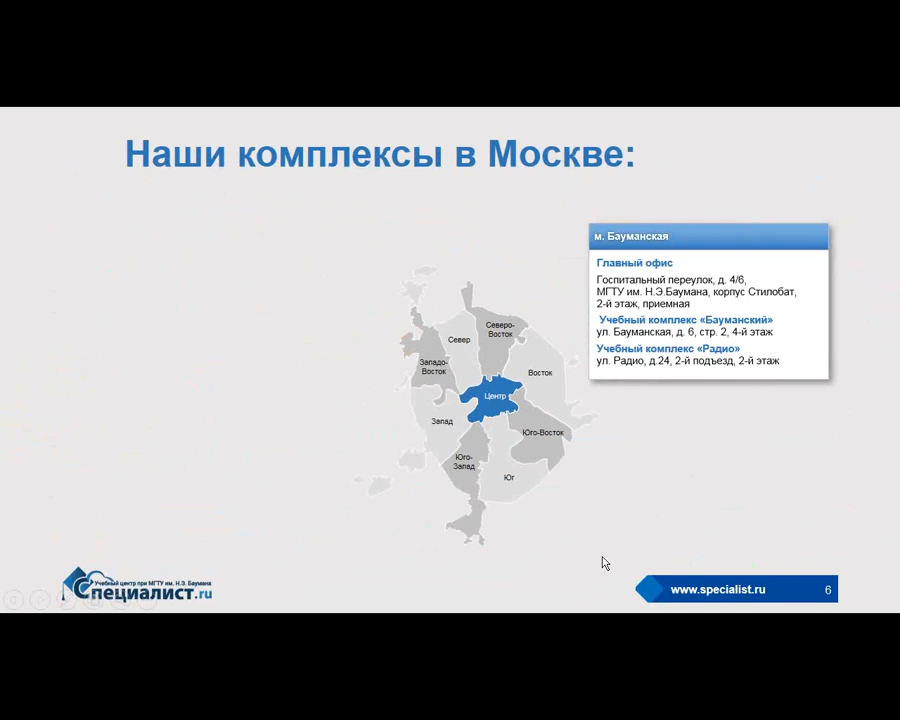 Наши комплексы в Москве:
м. Бауманская
Главный офис
Госпитальный переулок, д. 4/6,
МГТУ им. Н.Э.Баумана, корпус Стилобат,
2-й этаж, приемная
Учебный комплекс «Бауманский»
ул. Бауманская, д. 6, стр. 2, 4-й этаж
Учебный комплекс «Радио»
ул. Радио, д.24, 2-й подъезд, 2-й этаж
Северо-
Восток
Север
Западо-
Восток
Восток
Центр
Запад
Юго-Восток
Юго-
Запад
Юг
Учебный центр при МГТУ им. Н.Э. Баумана
Специалист.ru
www.specialist.ru
6